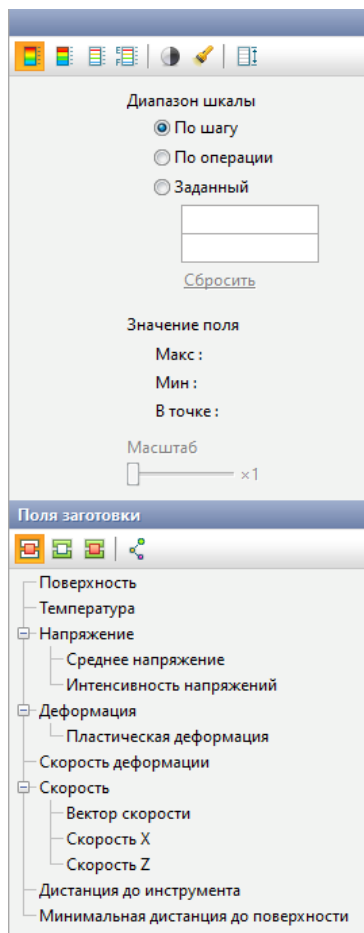 Диапазон шкалы
По шагу
По операции
Заданный
Сбросить
Значение поля
Макс :
Мин :
В точке :
Масштаб
×1
Поля заготовки
Поверхность
Температура
Напряжение
Среднее напряжение
Интенсивность напряжений
Деформация
Пластическая деформация
Скорость деформации
Скорость
Вектор скорости
Скорость X
Скорость Z
Дистанция до инструмента
Минимальная дистанция до поверхности